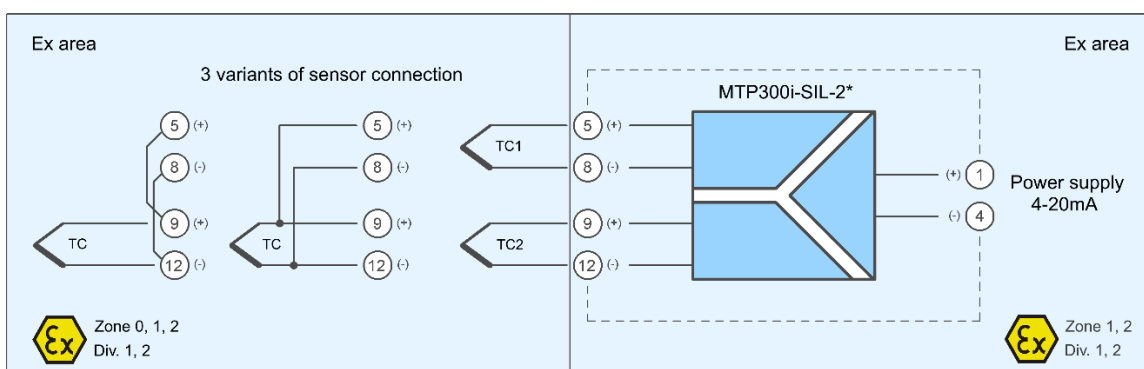 Ex area
Ex area
3 variants of sensor connection
MTP300i-SIL-2*
5 (+)
8 (-)
9 (+)
12 (-)
TC
5 (+)
8 (-)
9 (+)
12 (-)
TC
TC1
5 (+)
8 (-)
TC2
9 (+)
12 (-)
(+) 1
(-) 4
Power supply
4-20mA
Ex
Zone 0, 1, 2
Div. 1, 2
Ex
Zone 1, 2
Div. 1, 2